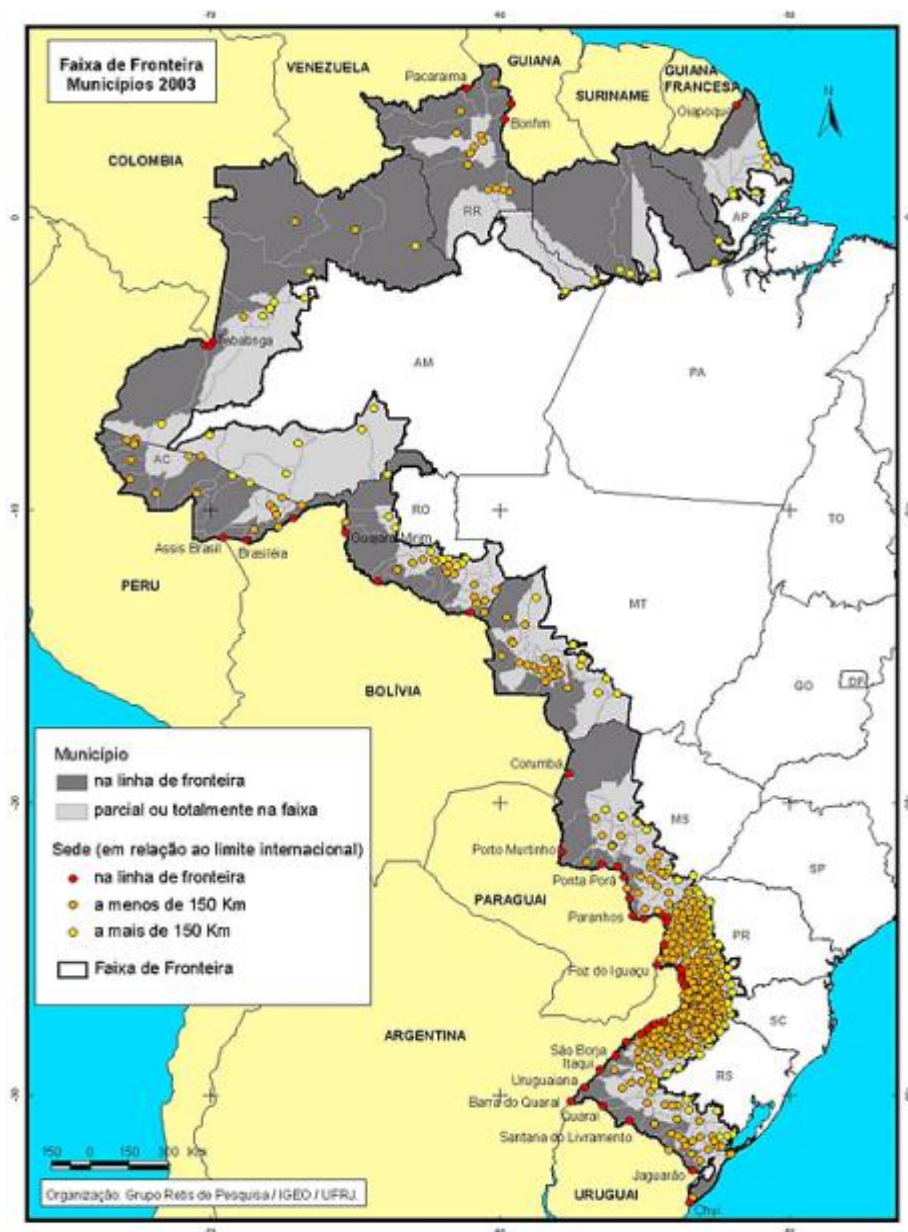 Faixa de Fronteira
Municípios 2003
VENEZUELA
GUIANA
SURINAME
GUIANA
FRANCESA
COLOMBIA
Pacaraima
Bonfim
Oiapoque
N
RR
AP
0
Tabatinga
AM
PA
AC
RO
TO
Assis Brasil
Brasiléia
Guajará-Mirim
PERU
MT
BOLÍVIA
GO
DF
Município
na linha de fronteira
parcial ou totalmente na faixa
Sede (em relação ao limite internacional)
na linha de fronteira
a menos de 150 Km
a mais de 150 Km
Faixa de Fronteira
Corumbá
MS
Porto Murtinho
SP
Ponta Porã
PARAGUAI
Paranhos
PR
Foz do Iguaçu
SC
ARGENTINA
São Borja
Itaqui
RS
Uruguaiana
Barra do Quaraí
Quaraí
Santana do Livramento
Jaguarão
URUGUAI
Chuí
150 0 150 300 Km
Organização: Grupo Retis de Pesquisa / IGEO / UFRJ.